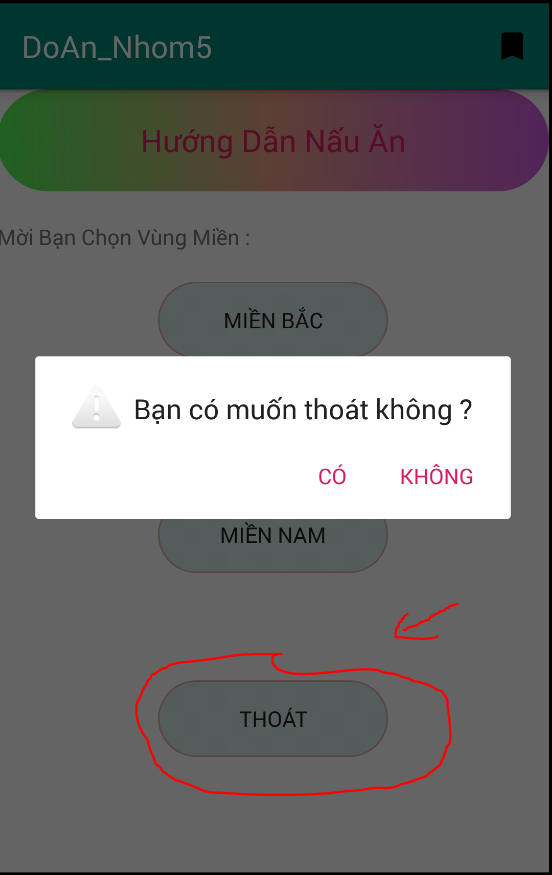 DoAn_Nhom5
Hướng Dẫn Nấu Ăn
Mời Bạn Chọn Vùng Miền :
MIỀN BẮC
Bạn có muốn thoát không ?
CÓ KHÔNG
MIỀN NAM
THOÁT